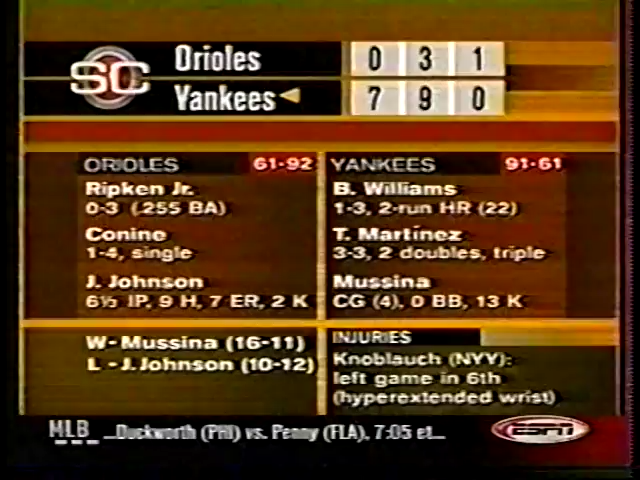 SC
Orioles 0 3 1
Yankees 7 9 0
ORIOLES 61-92
Ripken Jr.
0-3 (.255 BA)
Conine
1-4, single
J. Johnson
6½ IP, 9 H, 7 ER, 2 K
YANKEES 91-61
B. Williams
1-3, 2-run HR (22)
T. Martinez
3-3, 2 doubles, triple
Mussina
CG (4), 0 BB, 13 K
W- Mussina (16-11)
L - J. Johnson (10-12)
INJURIES
Knoblauch (NYY):
left game in 6th
(hyperextended wrist)
MLB ...Duckworth (PHI) vs. Penny (FLA), 7:05 et...
ESPN